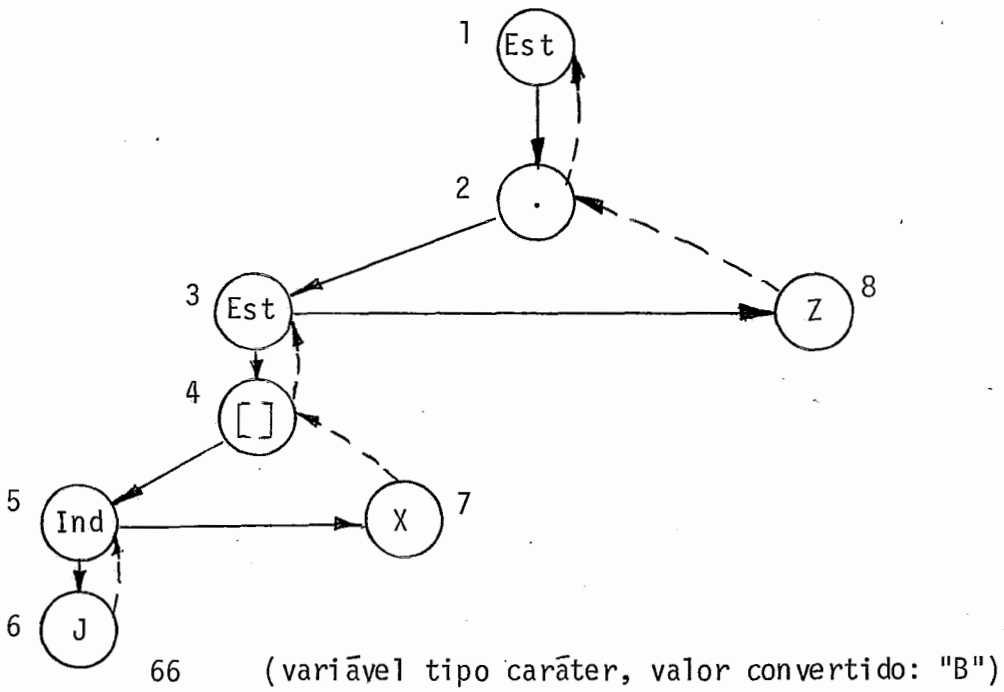 1
Est
2
.
3
Est
Z
8
4
[]
5
Ind
X
7
6
J
66 (variável tipo caráter, valor convertido: "B")